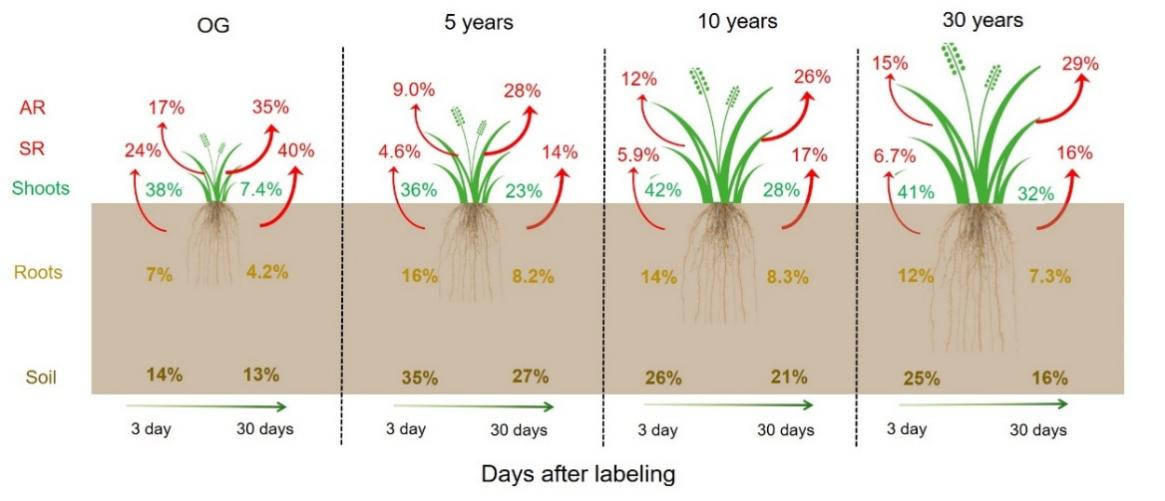 OG 5 years 10 years 30 years
AR 17% 35% 9.0% 28% 12% 26% 15% 29%
SR 24% 40% 4.6% 14% 5.9% 17% 6.7% 16%
Shoots 38% 7.4% 36% 23% 42% 28% 41% 32%
Roots 7% 4.2% 16% 8.2% 14% 8.3% 12% 7.3%
Soil 14% 13% 35% 27% 26% 21% 25% 16%
3 day 30 days 3 day 30 days 3 day 30 days 3 day 30 days
Days after labeling